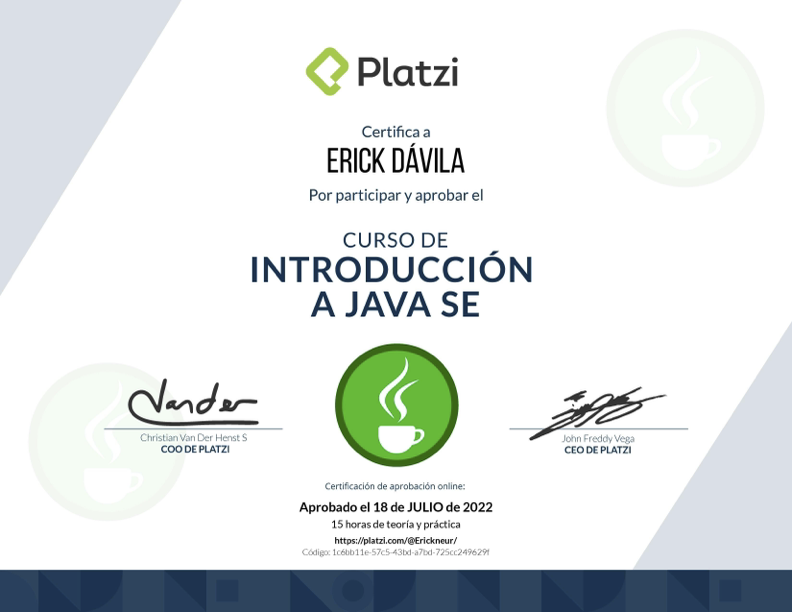 Platzi
Certifica a
ERICK DÁVILA
Por participar y aprobar el
CURSO DE
INTRODUCCIÓN
A JAVA SE
Vander
Christian Van Der Henst S
COO DE PLATZI
John Freddy Vega
CEO DE PLATZI
Certificación de aprobación online:
Aprobado el 18 de JULIO de 2022
15 horas de teoría y práctica
https://platzi.com/@Erickneur/
Código: 1c6bb11e-57c5-43bd-a7bd-725cc249629f